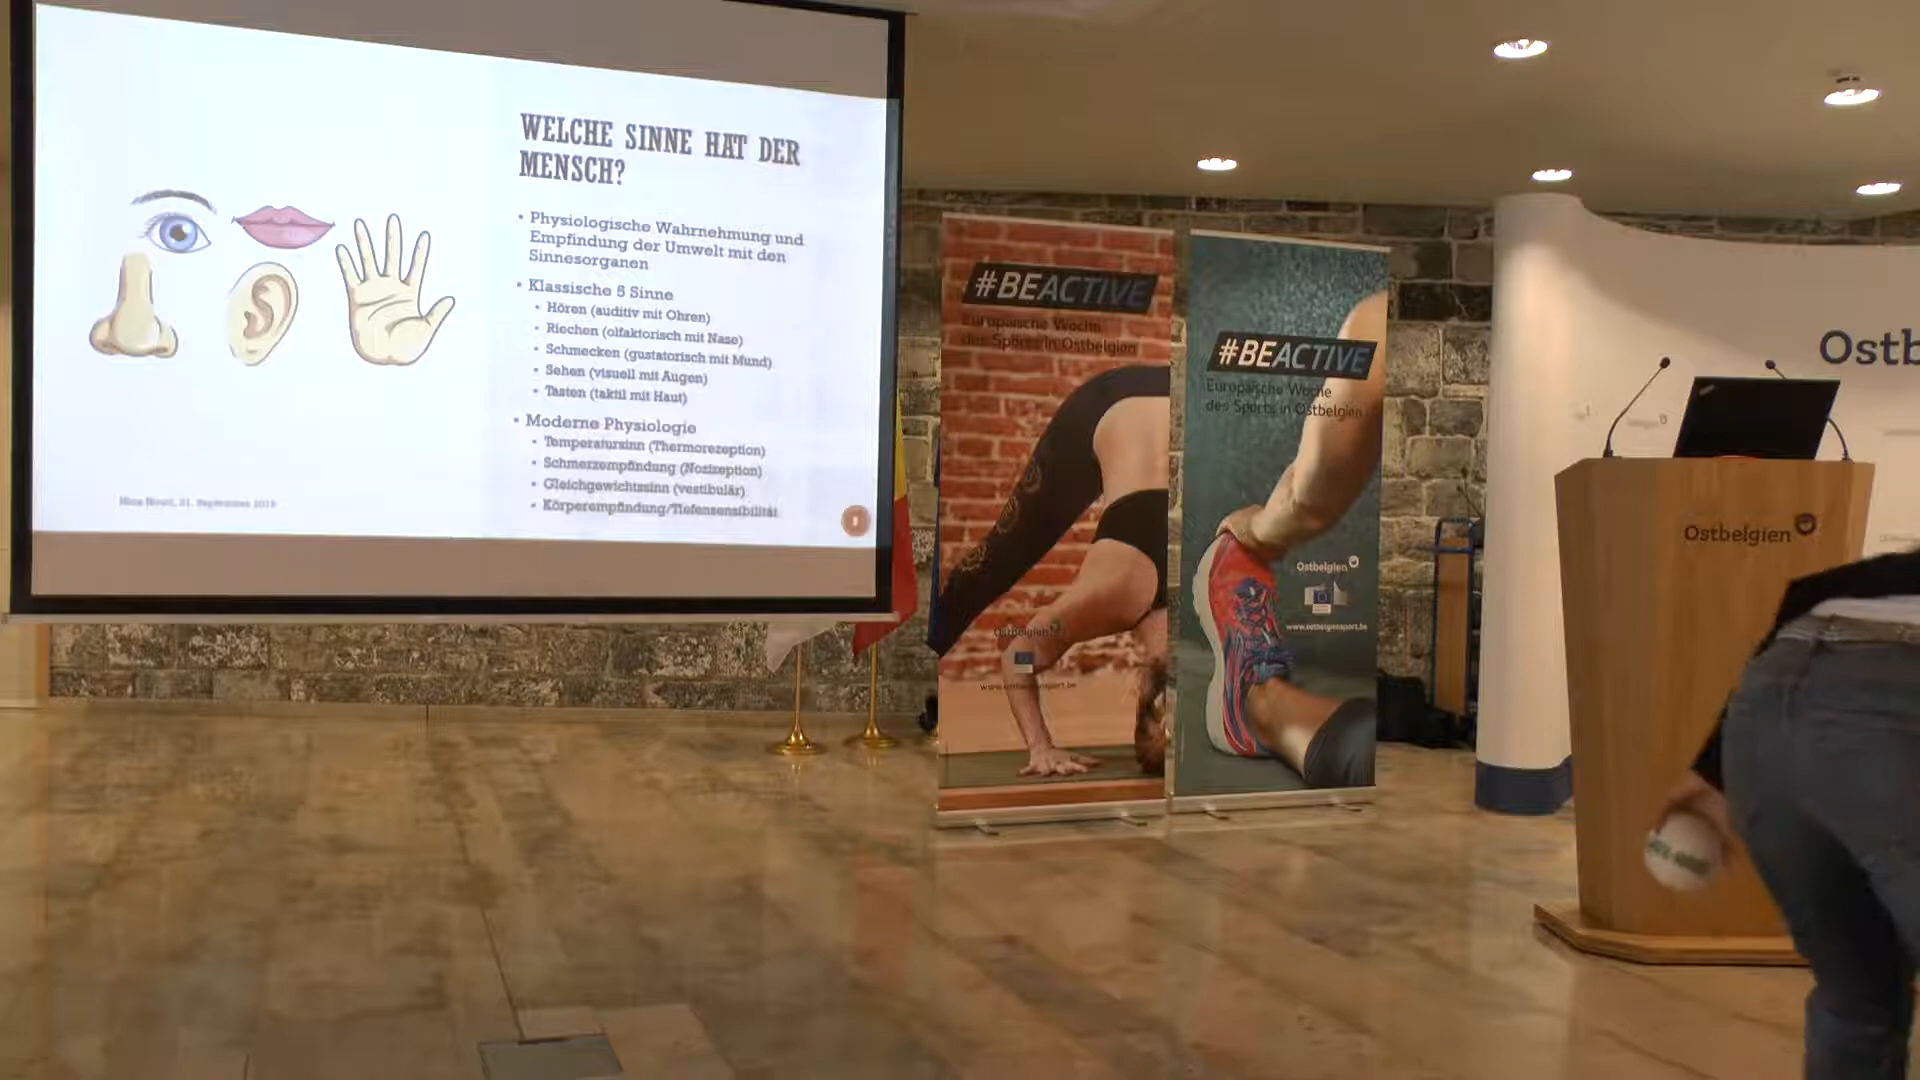 WELCHE SINNE HAT DER
MENSCH?
• Physiologische Wahrnehmung und
Empfindung der Umwelt mit den
Sinnesorganen
• Klassische 5 Sinne
• Hören (auditiv mit Ohren)
• Riechen (olfaktorisch mit Nase)
• Schmecken (gustatorisch mit Mund)
• Sehen (visuell mit Augen)
• Tasten (taktil mit Haut)
• Moderne Physiologie
• Temperatursinn (Thermorezeption)
• Schmerzempfindung (Nozizeption)
• Gleichgewichtssinn (vestibulär)
• Körperempfindung/Tiefensensibilität
21. September 2019
#BEACTIVE
Europäische Woche
des Sports in Ostbelgien
Ostbelgien
#BEACTIVE
Europäische Woche
des Sports in Ostbelgien
Ostbelgien
www.ostbelgiensport.be
Ostb
Ostbelgien